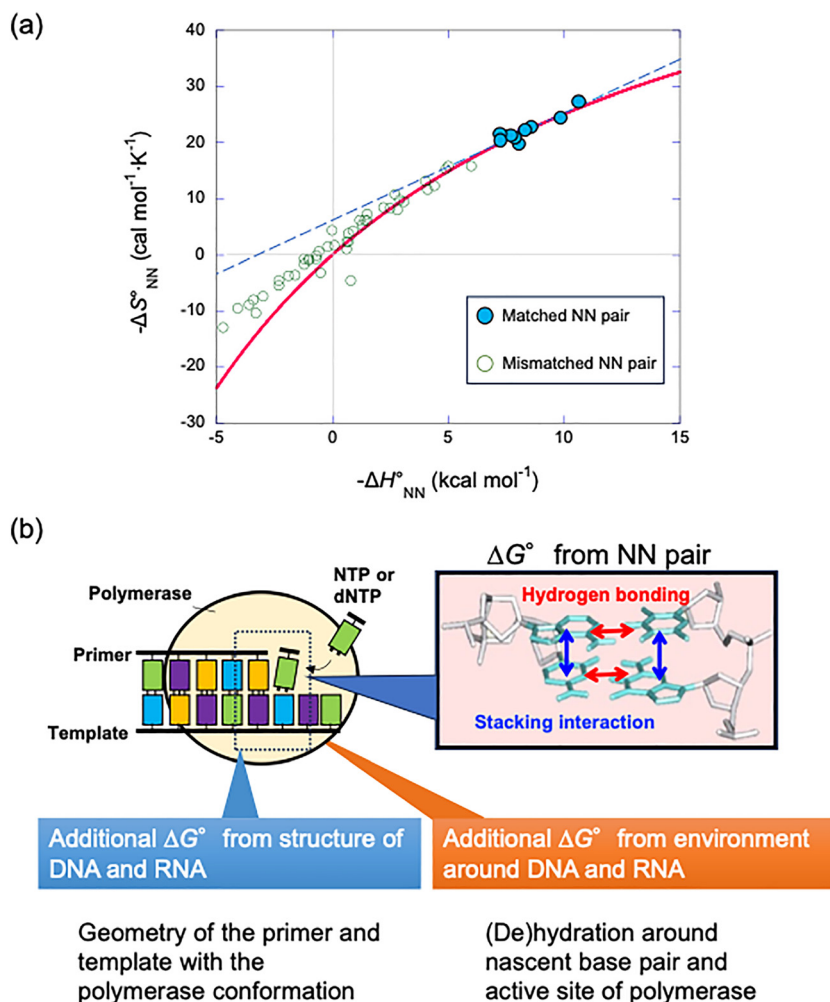 (a)
40
30
20
10
0
-10
-20
-30
-ΔS°NN (cal mol⁻¹·K⁻¹)
Matched NN pair
Mismatched NN pair
-5
0
5
10
15
-ΔH°NN (kcal mol⁻¹)
(b)
ΔG° from NN pair
NTP or
dNTP
Polymerase
Hydrogen bonding
Primer
Stacking interaction
Template
Additional ΔG° from structure of
DNA and RNA
Additional ΔG° from environment
around DNA and RNA
Geometry of the primer and
template with the
polymerase conformation
(De)hydration around
nascent base pair and
active site of polymerase